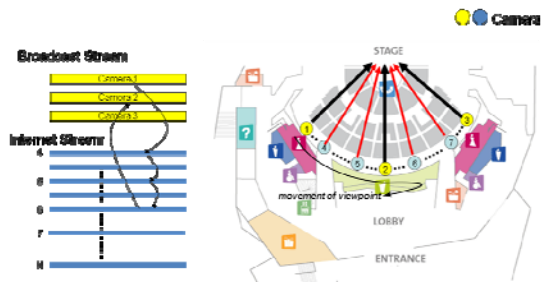 Camera
Broadcast Stream
Camera 1
Camera 2
Camera 3
Internet Stream
4
5
6
7
N
STAGE
1
3
4
7
5
6
2
?
movement of viewpoint
LOBBY
ENTRANCE